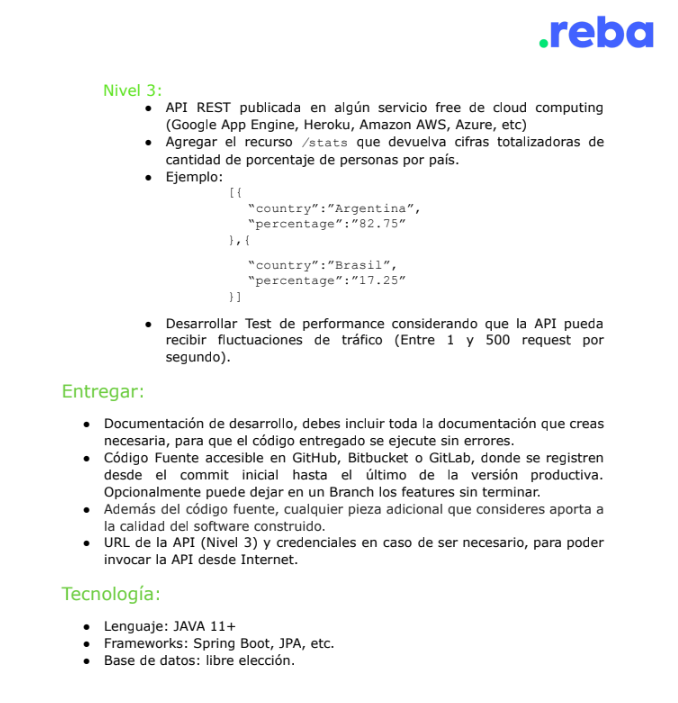 .reba
Nivel 3:
● API REST publicada en algún servicio free de cloud computing
(Google App Engine, Heroku, Amazon AWS, Azure, etc)
● Agregar el recurso /stats que devuelva cifras totalizadoras de
cantidad de porcentaje de personas por país.
● Ejemplo:
[{
“country”:”Argentina”,
“percentage”:”82.75”
},{
“country”:”Brasil”,
“percentage”:”17.25”
}]
● Desarrollar Test de performance considerando que la API pueda
recibir fluctuaciones de tráfico (Entre 1 y 500 request por
segundo).
Entregar:
● Documentación de desarrollo, debes incluir toda la documentación que creas
necesaria, para que el código entregado se ejecute sin errores.
● Código Fuente accesible en GitHub, Bitbucket o GitLab, donde se registren
desde el commit inicial hasta el último de la versión productiva.
Opcionalmente puede dejar en un Branch los features sin terminar.
● Además del código fuente, cualquier pieza adicional que consideres aporta a
la calidad del software construido.
● URL de la API (Nivel 3) y credenciales en caso de ser necesario, para poder
invocar la API desde Internet.
Tecnología:
● Lenguaje: JAVA 11+
● Frameworks: Spring Boot, JPA, etc.
● Base de datos: libre elección.